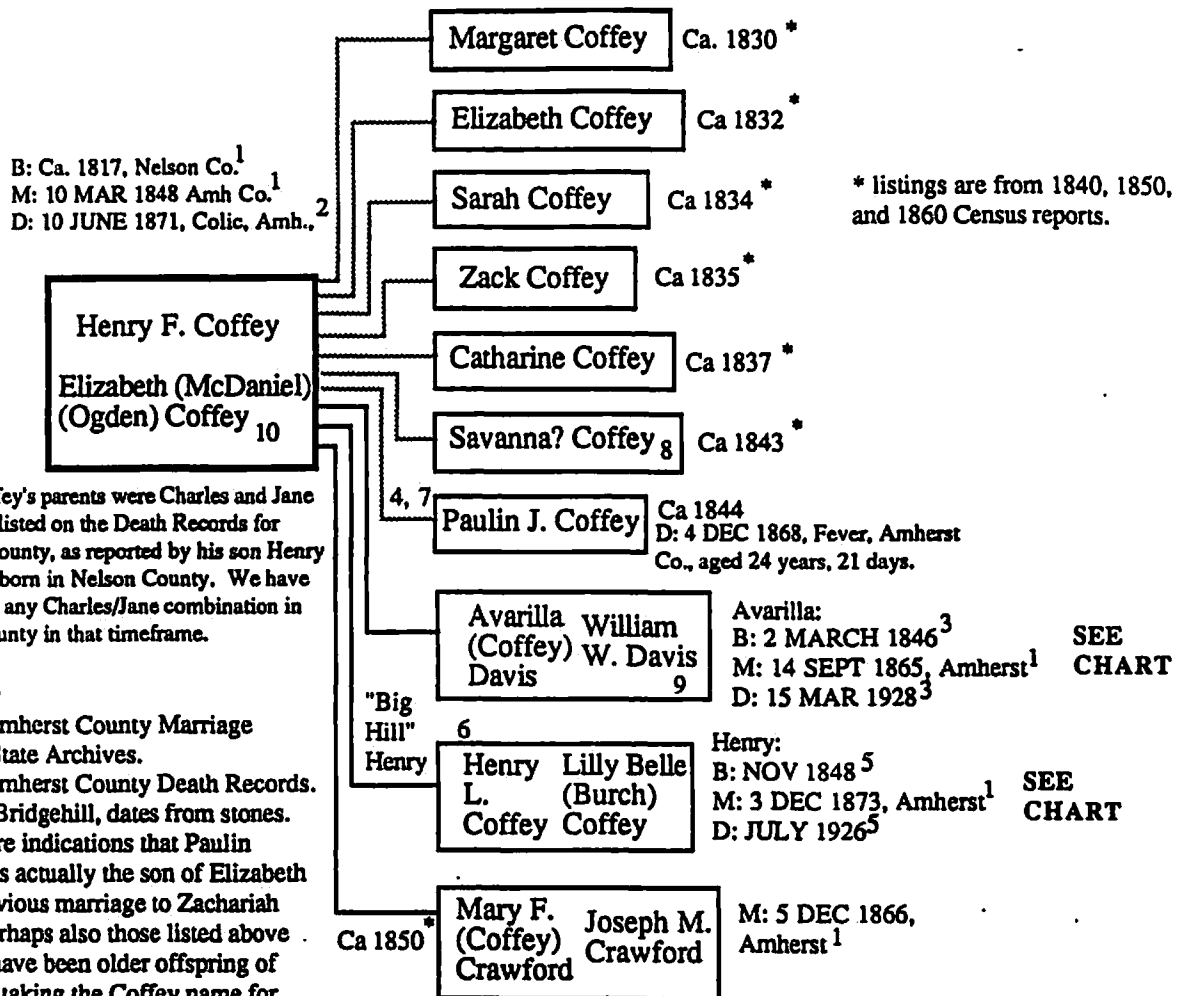 Margaret Coffey Ca. 1830 *
Elizabeth Coffey Ca 1832 *
B: Ca. 1817, Nelson Co.1
M: 10 MAR 1848 Amh Co.1
D: 10 JUNE 1871, Colic, Amh.,2
Sarah Coffey Ca 1834 *
* listings are from 1840, 1850,
and 1860 Census reports.
Zack Coffey Ca 1835 *
Henry F. Coffey
Elizabeth (McDaniel)
(Ogden) Coffey 10
Catharine Coffey Ca 1837 *
Savanna? Coffey 8 Ca 1843 *
4, 7
Paulin J. Coffey Ca 1844
D: 4 DEC 1868, Fever, Amherst
Co., aged 24 years, 21 days.
fey's parents were Charles and Jane
listed on the Death Records for
ounty, as reported by his son Henry
born in Nelson County. We have
any Charles/Jane combination in
unty in that timeframe.
Avarilla
(Coffey)
Davis
William
W. Davis
9
Avarilla:
B: 2 MARCH 1846 3
M: 14 SEPT 1865, Amherst 1
D: 15 MAR 1928 3
SEE
CHART
mherst County Marriage
tate Archives.
mherst County Death Records.
Bridgehill, dates from stones.
re indications that Paulin
s actually the son of Elizabeth
vious marriage to Zachariah
rhaps also those listed above
have been older offspring of
taking the Coffey name for
"Big
Hill"
Henry
6
Henry
L.
Coffey
Lilly Belle
(Burch)
Coffey
Henry:
B: NOV 1848 5
M: 3 DEC 1873, Amherst 1
D: JULY 1926 5
SEE
CHART
Ca 1850 *
Mary F.
(Coffey)
Crawford
Joseph M.
Crawford
M: 5 DEC 1866,
Amherst 1